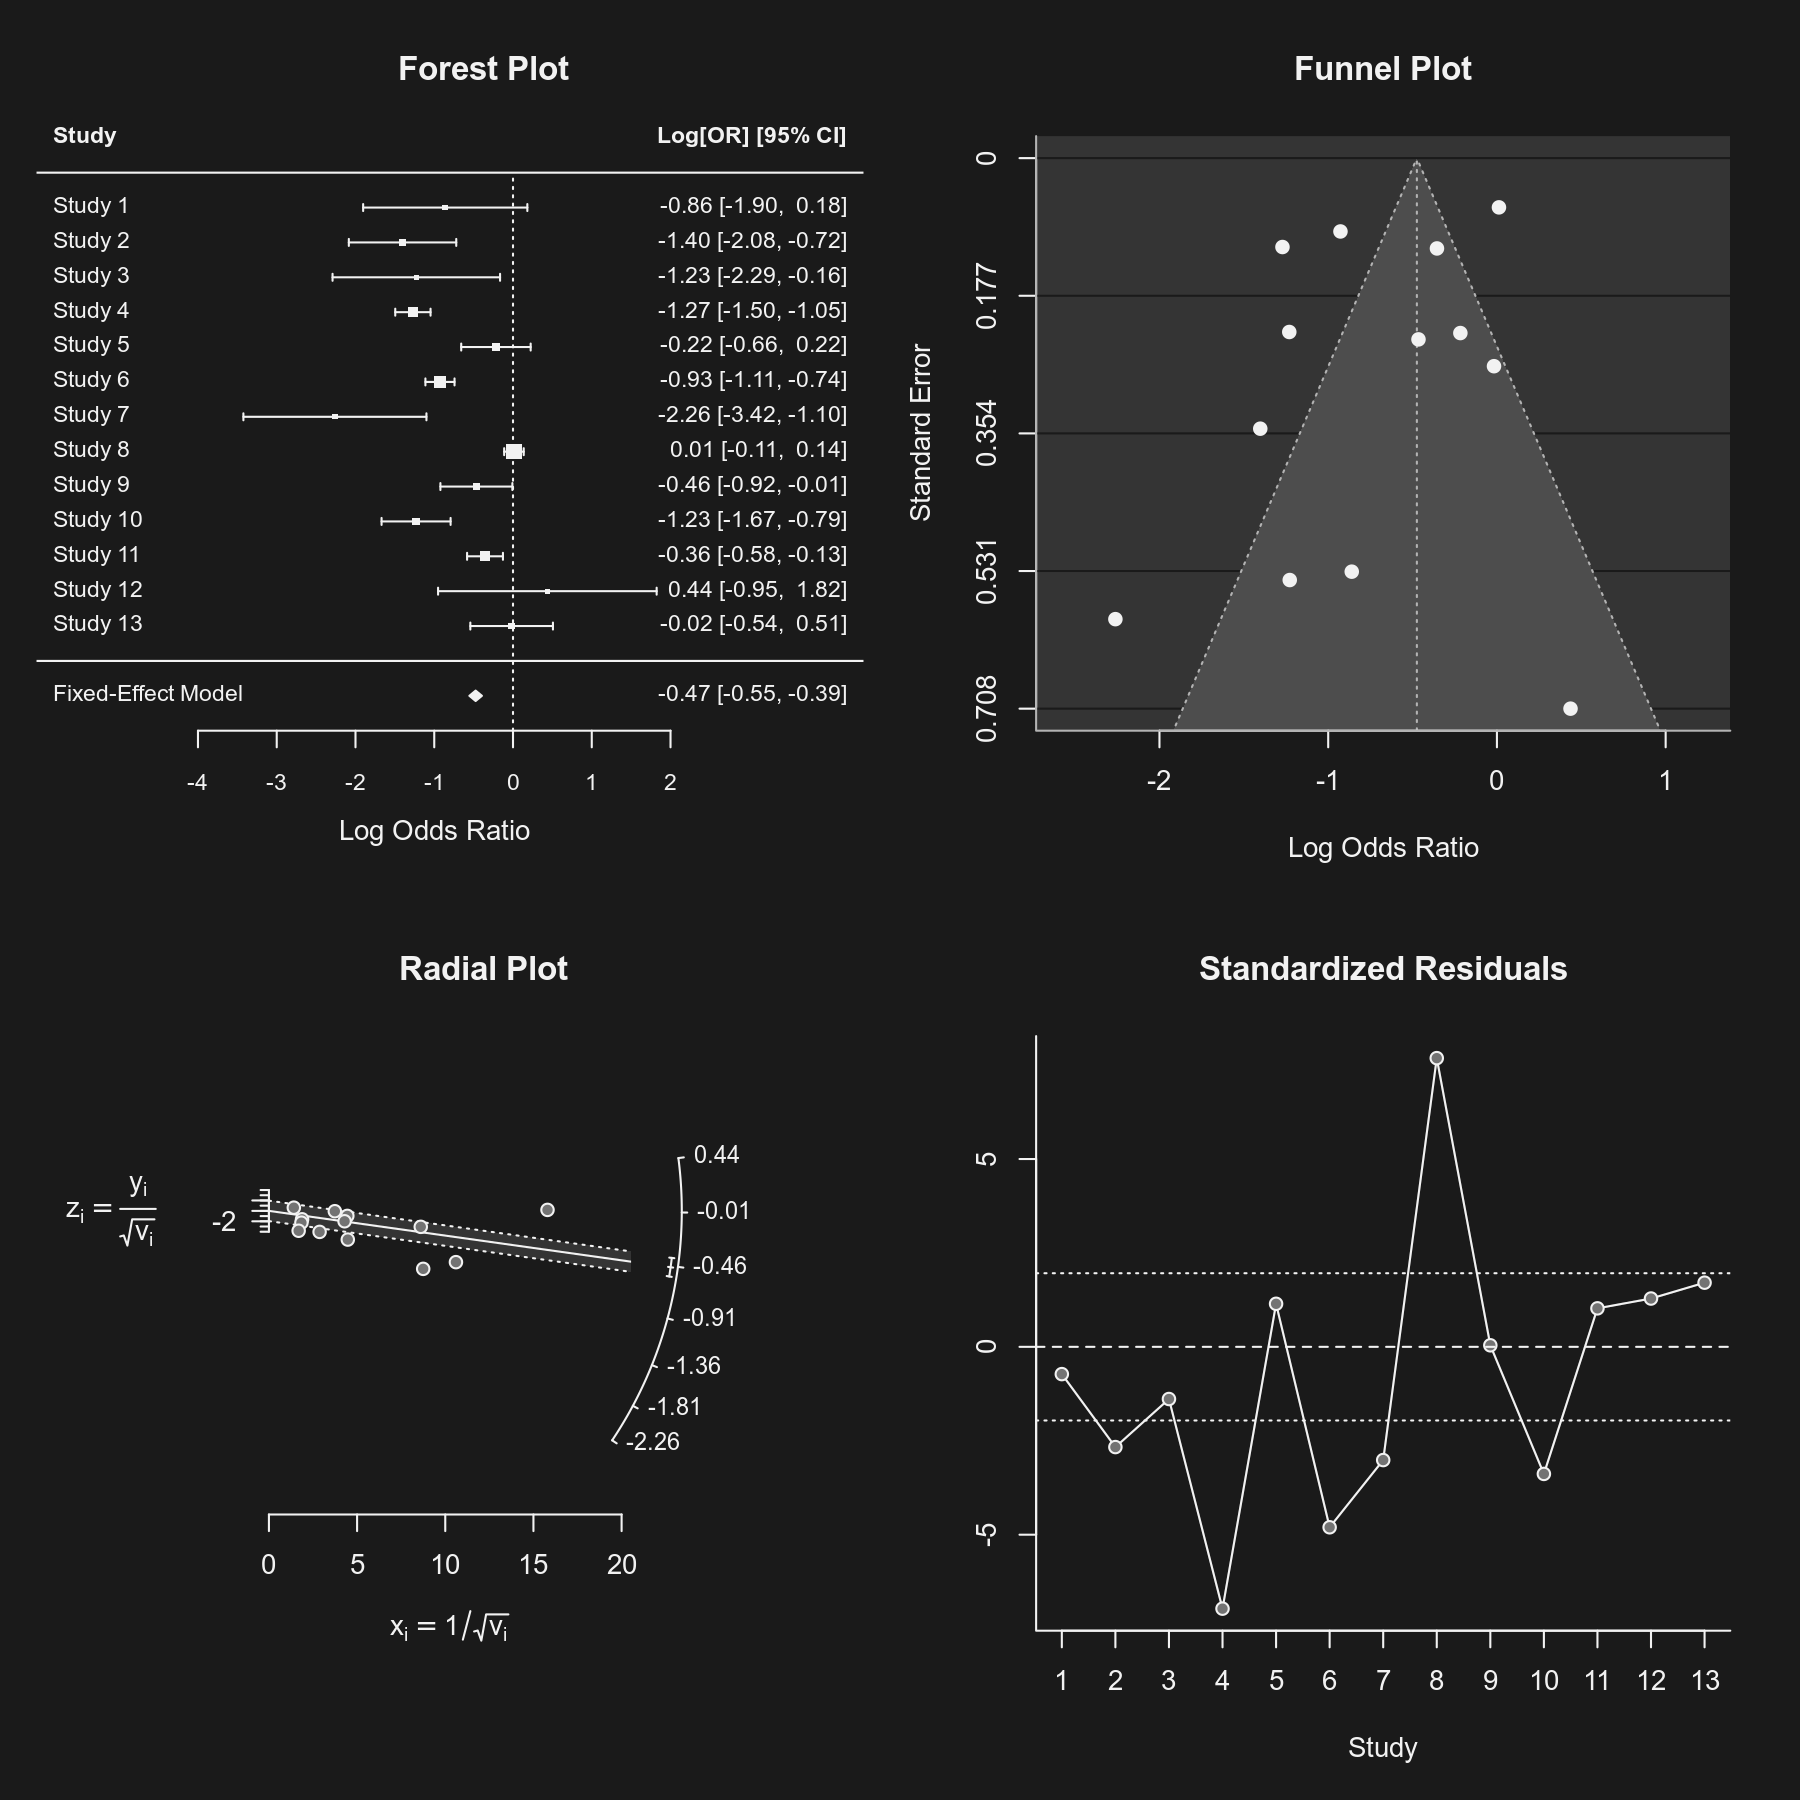 Forest Plot
Study Log[OR] [95% CI]
Study 1 -0.86 [-1.90, 0.18]
Study 2 -1.40 [-2.08, -0.72]
Study 3 -1.23 [-2.29, -0.16]
Study 4 -1.27 [-1.50, -1.05]
Study 5 -0.22 [-0.66, 0.22]
Study 6 -0.93 [-1.11, -0.74]
Study 7 -2.26 [-3.42, -1.10]
Study 8 0.01 [-0.11, 0.14]
Study 9 -0.46 [-0.92, -0.01]
Study 10 -1.23 [-1.67, -0.79]
Study 11 -0.36 [-0.58, -0.13]
Study 12 0.44 [-0.95, 1.82]
Study 13 -0.02 [-0.54, 0.51]
Fixed-Effect Model -0.47 [-0.55, -0.39]
-4 -3 -2 -1 0 1 2
Log Odds Ratio
Funnel Plot
Standard Error
0
0.177
0.354
0.531
0.708
-2 -1 0 1
Log Odds Ratio
Radial Plot
z_i = y_i / √v_i
-2
0.44
-0.01
-0.46
-0.91
-1.36
-1.81
-2.26
0 5 10 15 20
x_i = 1/√v_i
Standardized Residuals
5
0
-5
1 2 3 4 5 6 7 8 9 10 11 12 13
Study